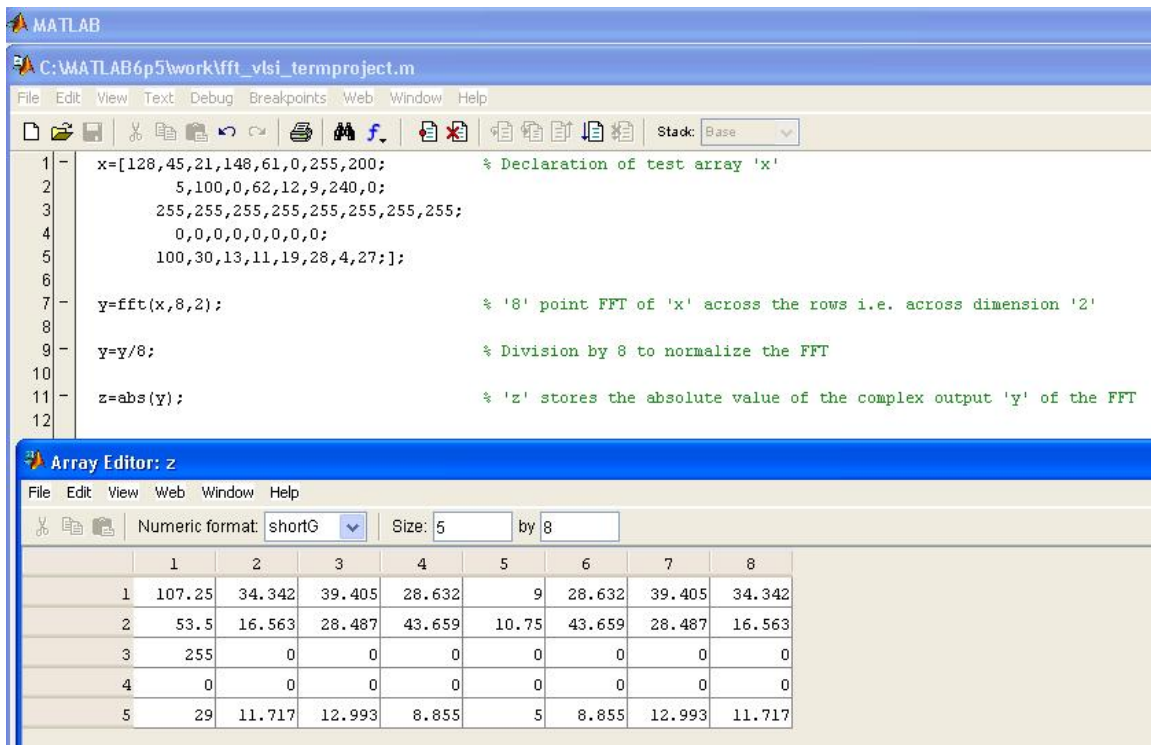 MATLAB
C:\MATLAB6p5\work\fft_vlsi_termproject.m
File Edit View Text Debug Breakpoints Web Window Help
Stack: Base
1 - x=[128,45,21,148,61,0,255,200; % Declaration of test array 'x'
2 5,100,0,62,12,9,240,0;
3 255,255,255,255,255,255,255,255;
4 0,0,0,0,0,0,0,0;
5 100,30,13,11,19,28,4,27;];
6
7 - y=fft(x,8,2); % '8' point FFT of 'x' across the rows i.e. across dimension '2'
8
9 - y=y/8; % Division by 8 to normalize the FFT
10
11 - z=abs(y); % 'z' stores the absolute value of the complex output 'y' of the FFT
12
Array Editor: z
File Edit View Web Window Help
Numeric format: shortG Size: 5 by 8
1 2 3 4 5 6 7 8
1 107.25 34.342 39.405 28.632 9 28.632 39.405 34.342
2 53.5 16.563 28.487 43.659 10.75 43.659 28.487 16.563
3 255 0 0 0 0 0 0 0
4 0 0 0 0 0 0 0 0
5 29 11.717 12.993 8.855 5 8.855 12.993 11.717